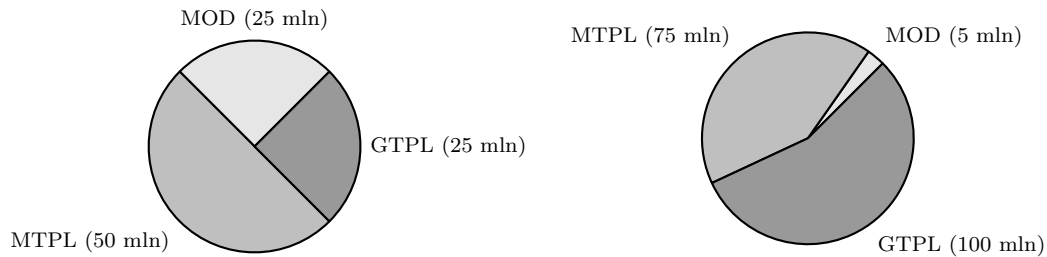 MOD (25 mln)
GTPL (25 mln)
MTPL (50 mln)
MTPL (75 mln)
MOD (5 mln)
GTPL (100 mln)